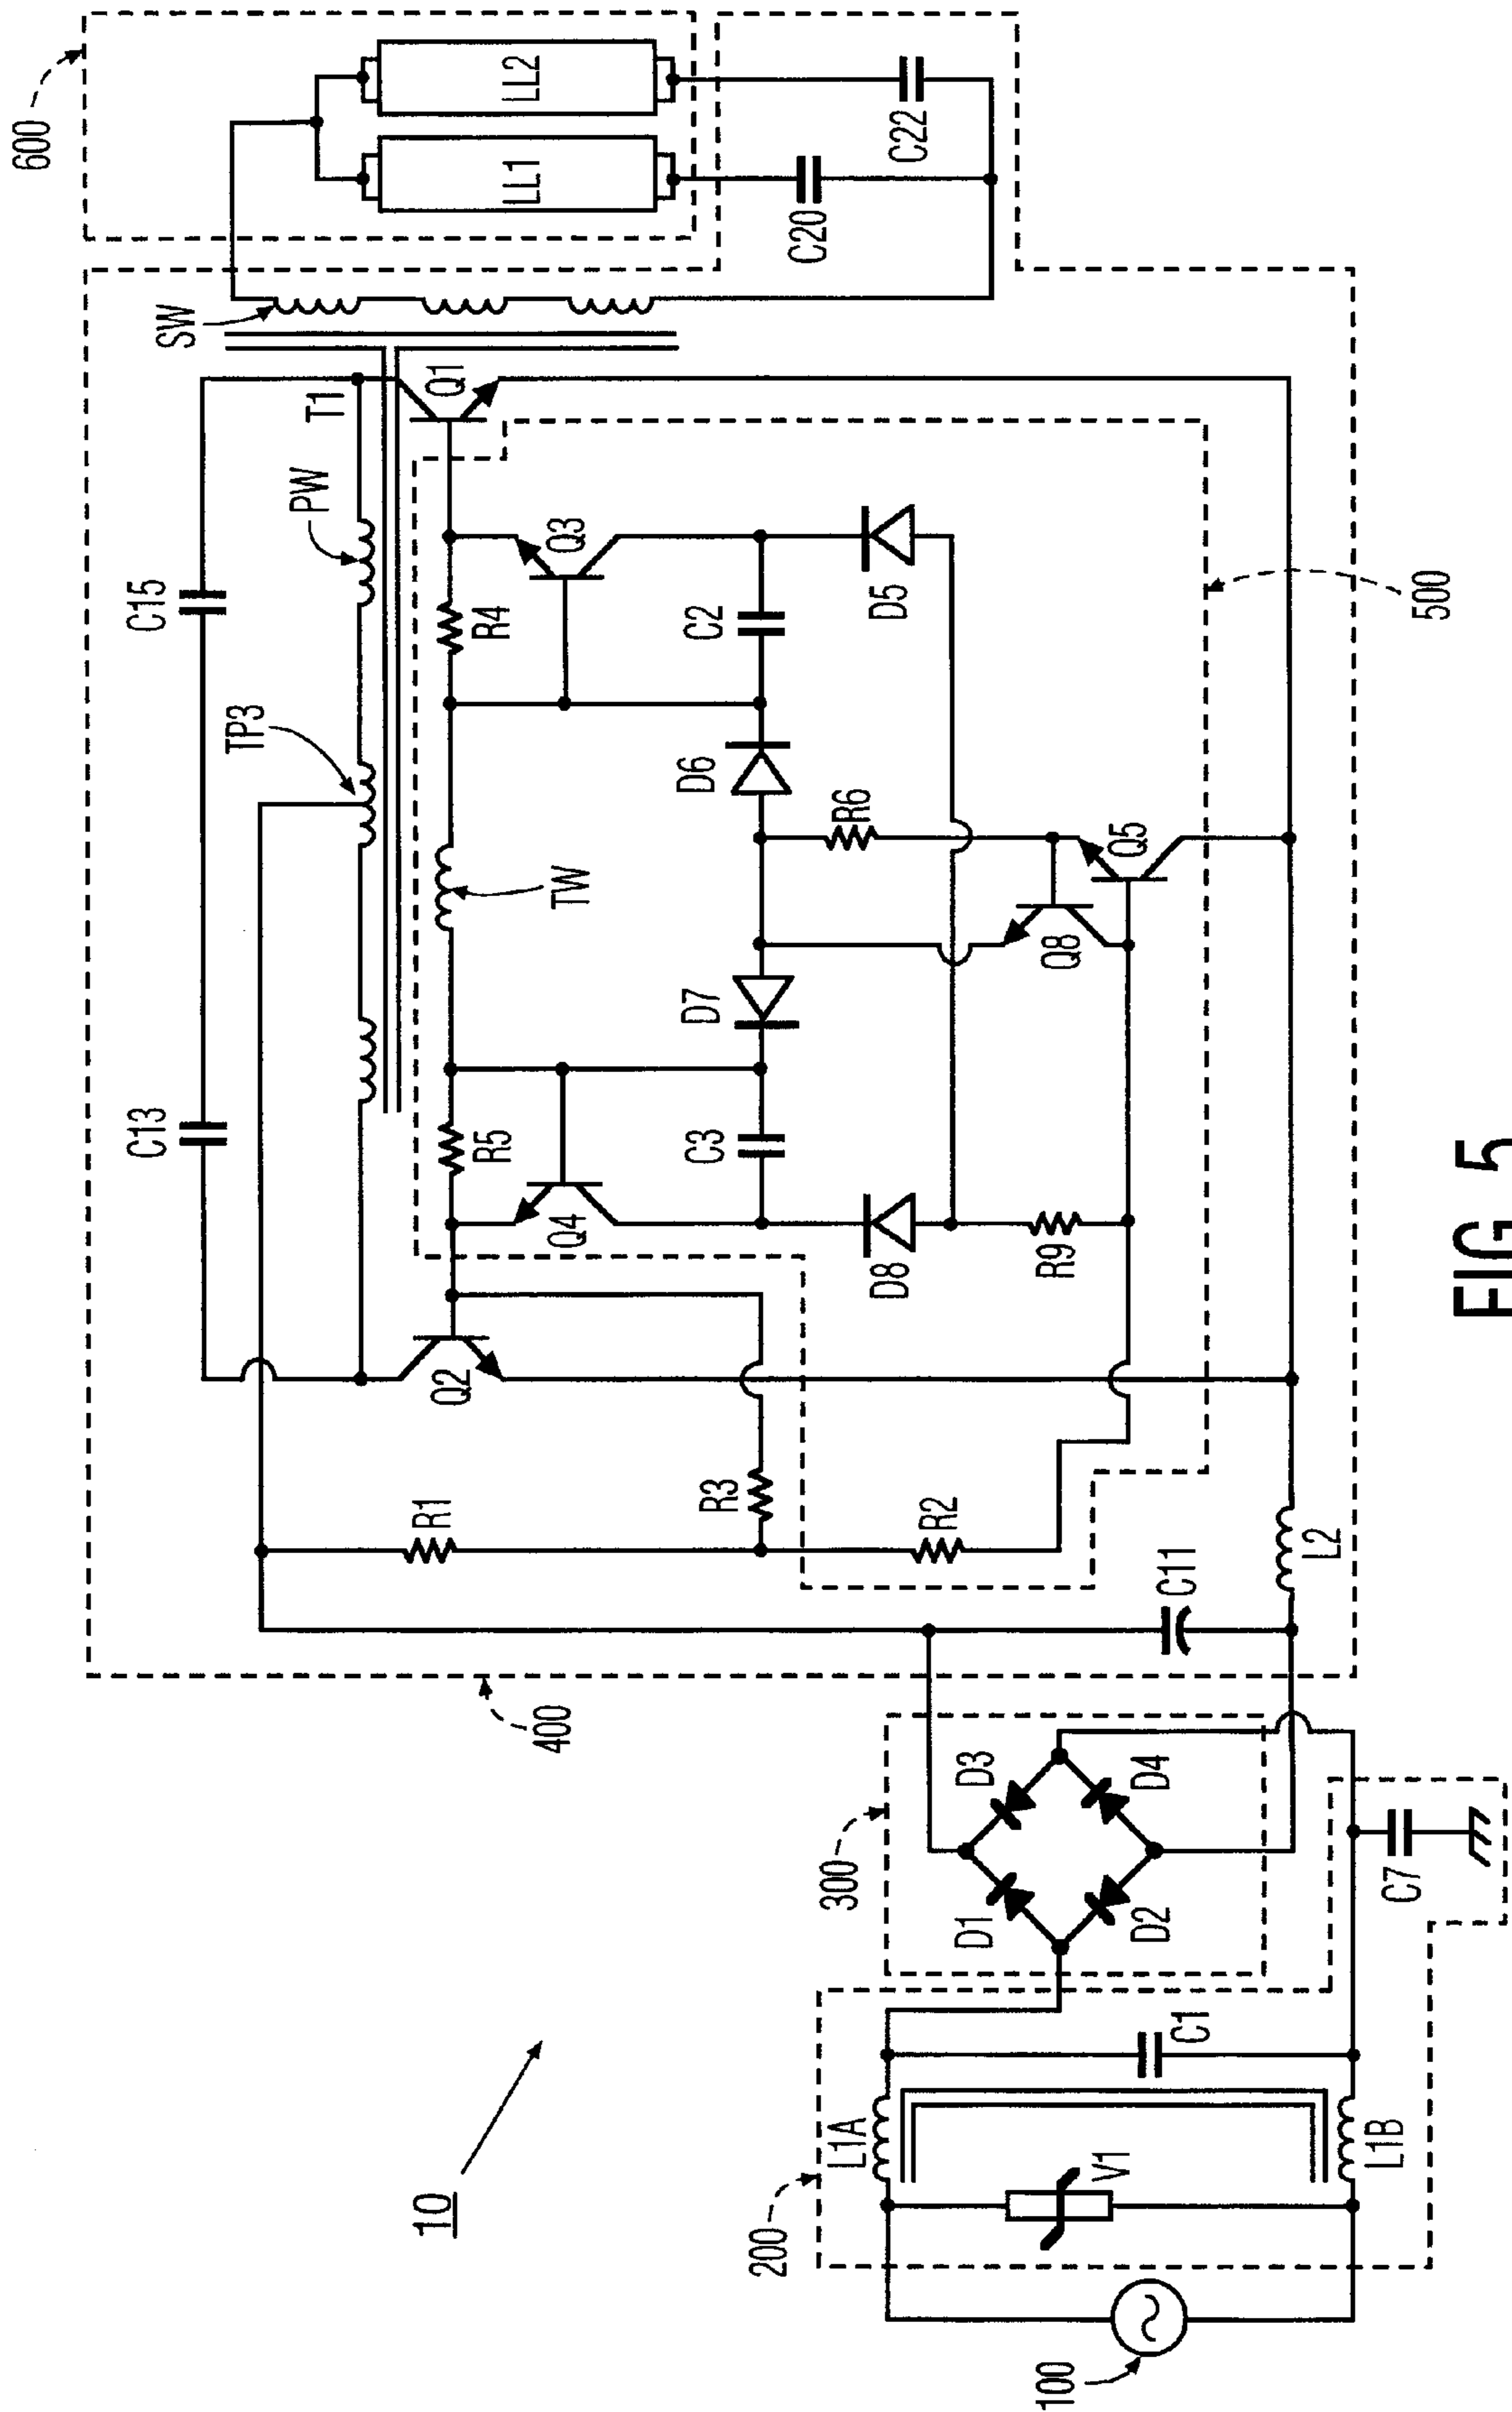 600
LL2
LL1
C22
C20
SW
T1
Q1
PW
C15
TP3
C13
Q3
R4
C2
D5
500
D6
R6
TW
Q5
Q8
D7
R5
C3
Q4
D8
R9
Q2
R3
R1
R2
C11
L2
400
300
D3
D4
D1
D2
C7
C1
L1A
L1B
V1
200
100
10
FIG. 5